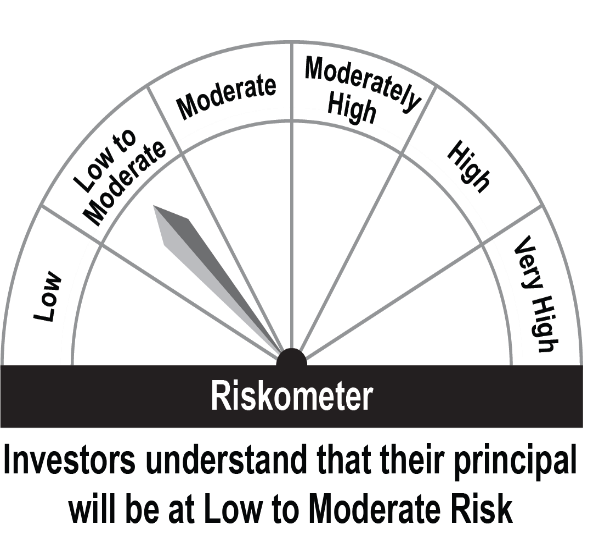 Low
Low to
Moderate
Moderate
Moderately
High
High
Very High
Riskometer
Investors understand that their principal
will be at Low to Moderate Risk